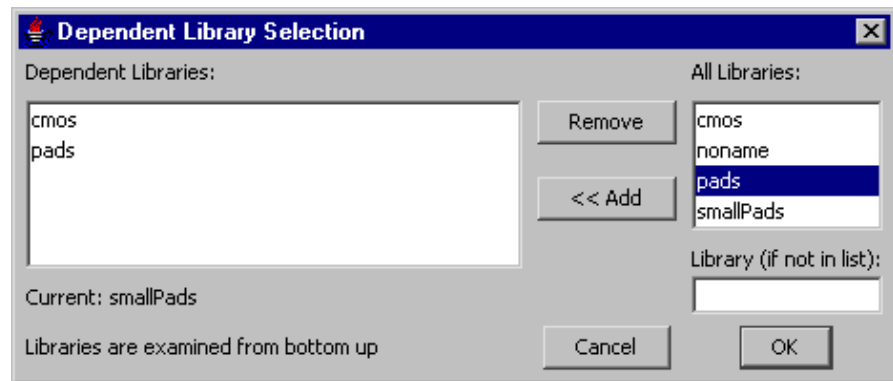 Dependent Library Selection
Dependent Libraries:
All Libraries:
cmos
pads
Remove
<< Add
cmos
noname
pads
smallPads
Library (if not in list):
Current: smallPads
Libraries are examined from bottom up
Cancel
OK